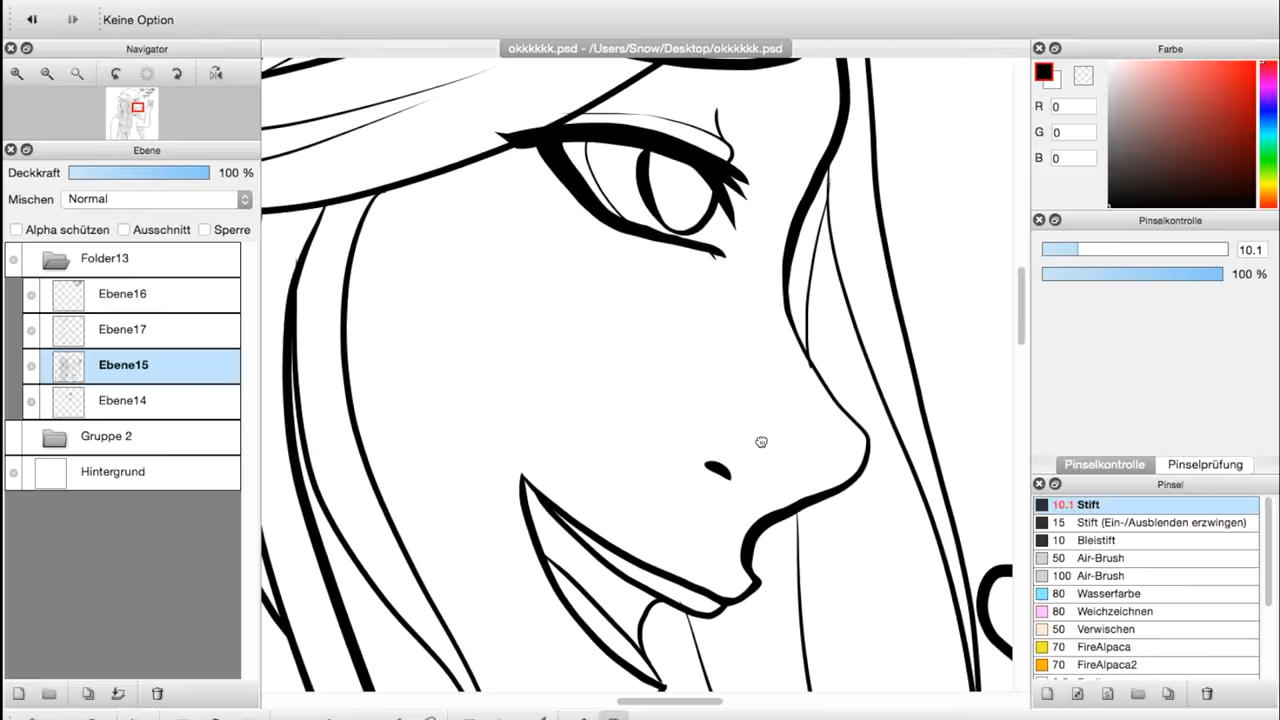 Keine Option
Navigator
okkkkkk.psd - /Users/Snow/Desktop/okkkkkk.psd
Farbe
R 0
G 0
B 0
Ebene
Deckkraft 100 %
Mischen Normal
Alpha schützen Ausschnitt Sperre
Folder13
Ebene16
Ebene17
Ebene15
Ebene14
Gruppe 2
Hintergrund
Pinselkontrolle
10.1
100 %
Pinselkontrolle Pinselprüfung
Pinsel
10.1 Stift
15 Stift (Ein-/Ausblenden erzwingen)
10 Bleistift
50 Air-Brush
100 Air-Brush
80 Wasserfarbe
80 Weichzeichnen
50 Verwischen
70 FireAlpaca
70 FireAlpaca2